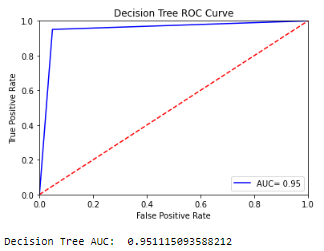 Decision Tree ROC Curve
1.0
0.8
0.6
0.4
0.2
0.0
True Positive Rate
0.0 0.2 0.4 0.6 0.8 1.0
False Positive Rate
AUC= 0.95
Decision Tree AUC: 0.951115093588212